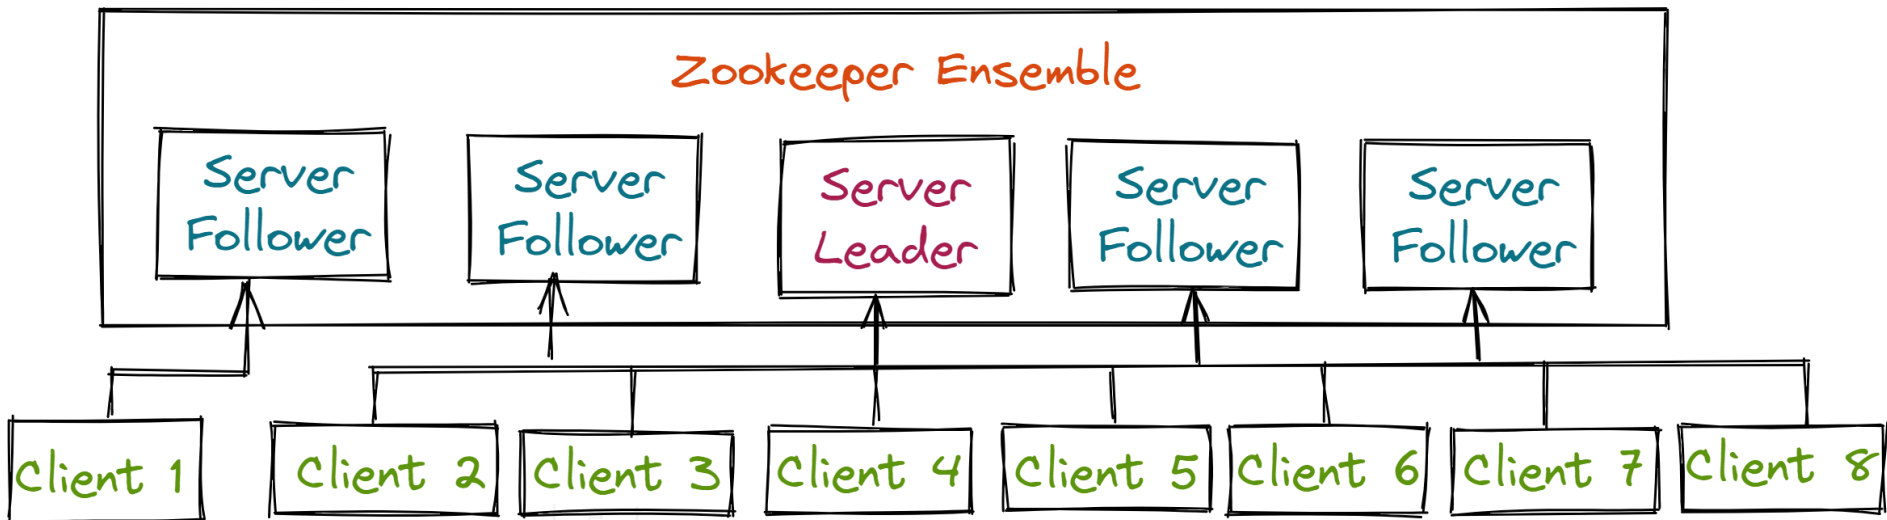 Zookeeper Ensemble
Server
Follower
Server
Follower
Server
Leader
Server
Follower
Server
Follower
Client 1
Client 2
Client 3
Client 4
Client 5
Client 6
Client 7
Client 8